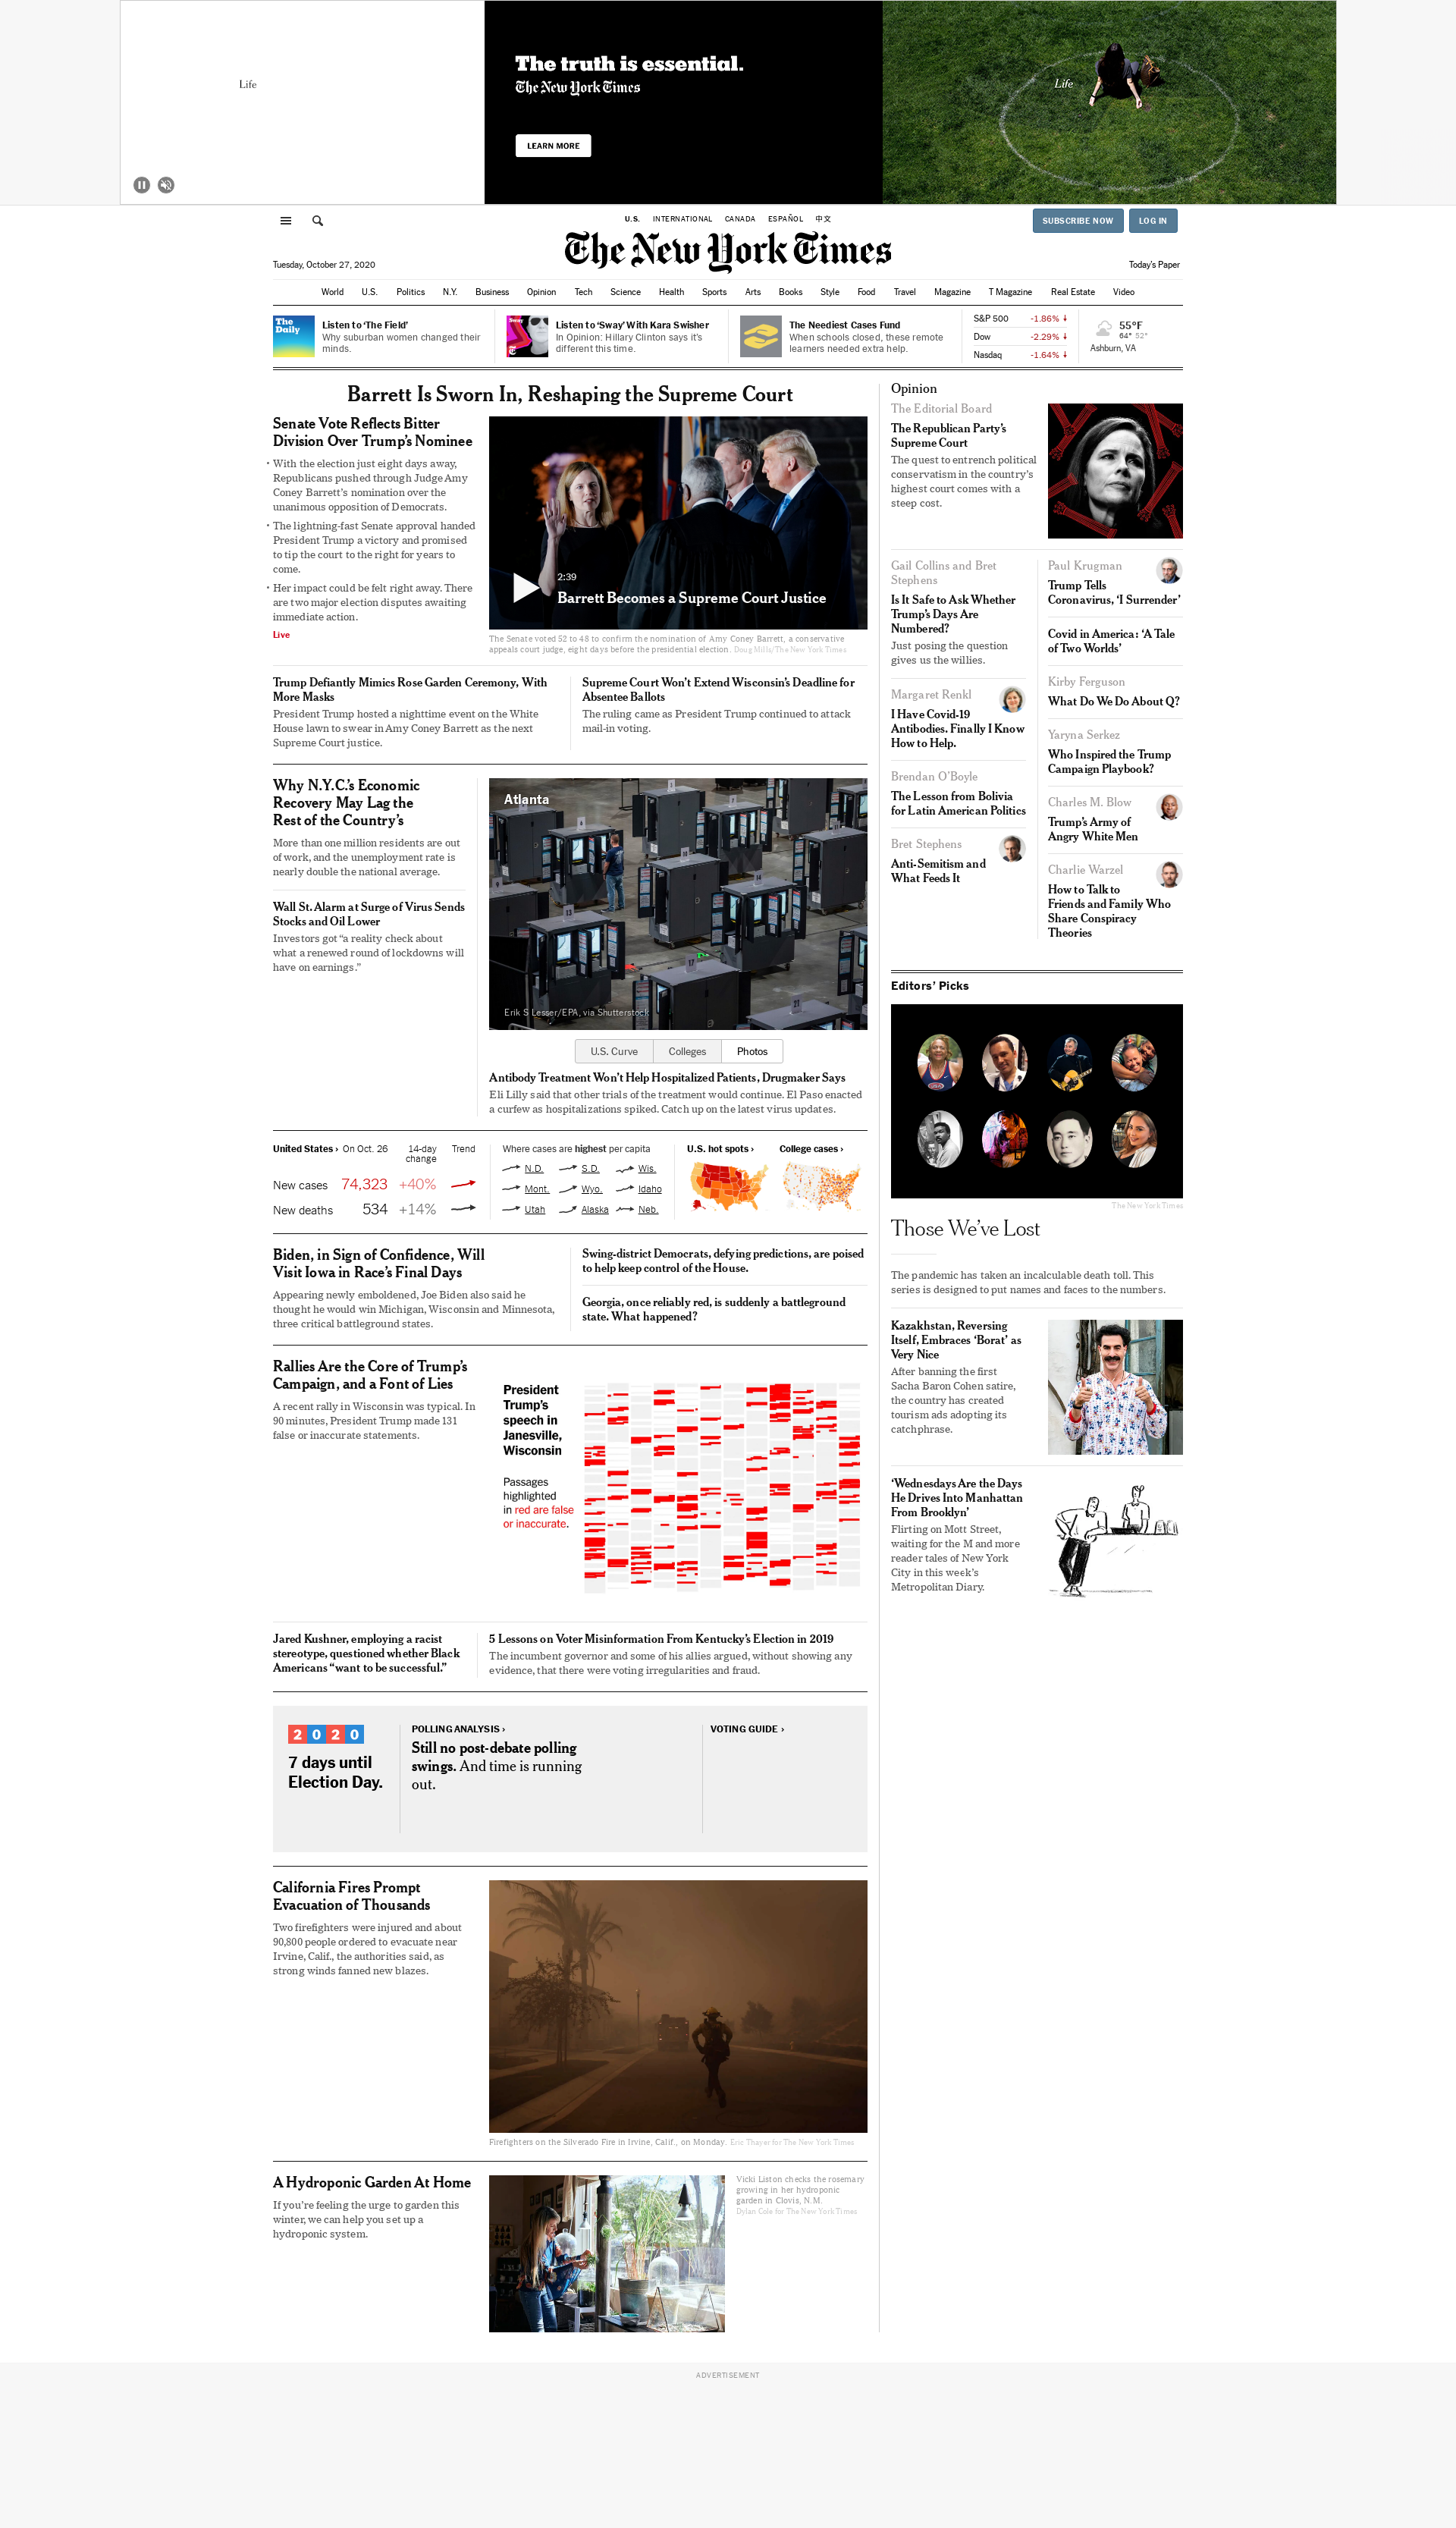 Life
The truth is essential.
The New York Times
LEARN MORE
Life
U.S. INTERNATIONAL CANADA ESPAÑOL 中文
SUBSCRIBE NOW LOG IN
The New York Times
Tuesday, October 27, 2020
Today's Paper
World U.S. Politics N.Y. Business Opinion Tech Science Health Sports Arts Books Style Food Travel Magazine T Magazine Real Estate Video
The
Daily
Listen to 'The Field'
Why suburban women changed their
minds.
Sway
Listen to 'Sway' With Kara Swisher
In Opinion: Hillary Clinton says it's
different this time.
The Neediest Cases Fund
When schools closed, these remote
learners needed extra help.
S&P 500 -1.86%
Dow -2.29%
Nasdaq -1.64%
55°F
64° 52°
Ashburn, VA
Barrett Is Sworn In, Reshaping the Supreme Court
Senate Vote Reflects Bitter
Division Over Trump's Nominee
• With the election just eight days away,
Republicans pushed through Judge Amy
Coney Barrett's nomination over the
unanimous opposition of Democrats.
• The lightning-fast Senate approval handed
President Trump a victory and promised
to tip the court to the right for years to
come.
• Her impact could be felt right away. There
are two major election disputes awaiting
immediate action.
Live
2:39
Barrett Becomes a Supreme Court Justice
The Senate voted 52 to 48 to confirm the nomination of Amy Coney Barrett, a conservative
appeals court judge, eight days before the presidential election. Doug Mills/The New York Times
Trump Defiantly Mimics Rose Garden Ceremony, With
More Masks
President Trump hosted a nighttime event on the White
House lawn to swear in Amy Coney Barrett as the next
Supreme Court justice.
Supreme Court Won't Extend Wisconsin's Deadline for
Absentee Ballots
The ruling came as President Trump continued to attack
mail-in voting.
Why N.Y.C.'s Economic
Recovery May Lag the
Rest of the Country's
More than one million residents are out
of work, and the unemployment rate is
nearly double the national average.
Wall St. Alarm at Surge of Virus Sends
Stocks and Oil Lower
Investors got “a reality check about
what a renewed round of lockdowns will
have on earnings.”
Atlanta
13
14
17
21
Erik S Lesser/EPA, via Shutterstock
U.S. Curve Colleges Photos
Antibody Treatment Won't Help Hospitalized Patients, Drugmaker Says
Eli Lilly said that other trials of the treatment would continue. El Paso enacted
a curfew as hospitalizations spiked. Catch up on the latest virus updates.
United States › On Oct. 26 14-day Trend
change
New cases 74,323 +40%
New deaths 534 +14%
Where cases are highest per capita
N.D. S.D. Wis.
Mont. Wyo. Idaho
Utah Alaska Neb.
U.S. hot spots › College cases ›
Biden, in Sign of Confidence, Will
Visit Iowa in Race's Final Days
Appearing newly emboldened, Joe Biden also said he
thought he would win Michigan, Wisconsin and Minnesota,
three critical battleground states.
Swing-district Democrats, defying predictions, are poised
to help keep control of the House.
Georgia, once reliably red, is suddenly a battleground
state. What happened?
Rallies Are the Core of Trump's
Campaign, and a Font of Lies
A recent rally in Wisconsin was typical. In
90 minutes, President Trump made 131
false or inaccurate statements.
President
Trump's
speech in
Janesville,
Wisconsin
Passages
highlighted
in red are false
or inaccurate.
Jared Kushner, employing a racist
stereotype, questioned whether Black
Americans “want to be successful.”
5 Lessons on Voter Misinformation From Kentucky's Election in 2019
The incumbent governor and some of his allies argued, without showing any
evidence, that there were voting irregularities and fraud.
2020
7 days until
Election Day.
POLLING ANALYSIS ›
Still no post-debate polling
swings. And time is running
out.
VOTING GUIDE ›
California Fires Prompt
Evacuation of Thousands
Two firefighters were injured and about
90,800 people ordered to evacuate near
Irvine, Calif., the authorities said, as
strong winds fanned new blazes.
Firefighters on the Silverado Fire in Irvine, Calif., on Monday. Eric Thayer for The New York Times
A Hydroponic Garden At Home
If you're feeling the urge to garden this
winter, we can help you set up a
hydroponic system.
Vicki Liston checks the rosemary
growing in her hydroponic
garden in Clovis, N.M.
Dylan Cole for The New York Times
Opinion
The Editorial Board
The Republican Party's
Supreme Court
The quest to entrench political
conservatism in the country's
highest court comes with a
steep cost.
Gail Collins and Bret
Stephens
Is It Safe to Ask Whether
Trump's Days Are
Numbered?
Just posing the question
gives us the willies.
Margaret Renkl
I Have Covid-19
Antibodies. Finally I Know
How to Help.
Brendan O'Boyle
The Lesson from Bolivia
for Latin American Politics
Bret Stephens
Anti-Semitism and
What Feeds It
Paul Krugman
Trump Tells
Coronavirus, 'I Surrender'
Covid in America: 'A Tale
of Two Worlds'
Kirby Ferguson
What Do We Do About Q?
Yaryna Serkez
Who Inspired the Trump
Campaign Playbook?
Charles M. Blow
Trump's Army of
Angry White Men
Charlie Warzel
How to Talk to
Friends and Family Who
Share Conspiracy
Theories
Editors' Picks
The New York Times
Those We've Lost
The pandemic has taken an incalculable death toll. This
series is designed to put names and faces to the numbers.
Kazakhstan, Reversing
Itself, Embraces 'Borat' as
Very Nice
After banning the first
Sacha Baron Cohen satire,
the country has created
tourism ads adopting its
catchphrase.
'Wednesdays Are the Days
He Drives Into Manhattan
From Brooklyn'
Flirting on Mott Street,
waiting for the M and more
reader tales of New York
City in this week's
Metropolitan Diary.
ADVERTISEMENT